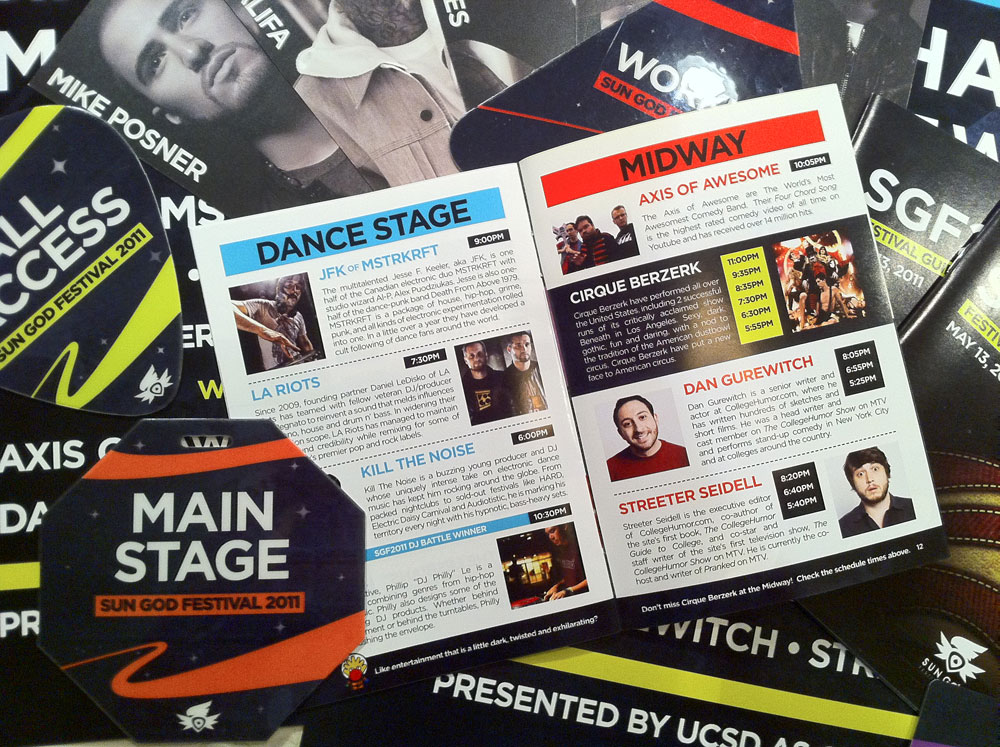 MIKE POSNER
ALIFA
ES
WO
SUN GOD
HA
EW
ALL
ACCESS
SUN GOD FESTIVAL 2011
MS
ER
W
AXIS O
DA
PR
MAIN
STAGE
SUN GOD FESTIVAL 2011
DANCE STAGE
9:00PM
JFK OF MSTRKRFT
The multitalented Jesse F. Keeler, aka JFK, is one
half of the Canadian electronic duo MSTRKRFT with
studio wizard Al-P, Alex Puodziukas. Jesse is also one-
half of the dance-punk band Death From Above 1979.
MSTRKRFT is a package of house, hip-hop, grime,
punk, and all kinds of electronic experimentation rolled
into one. In a little over a year they have developed a
cult following of dance fans around the world.
7:30PM
LA RIOTS
Since 2009, founding partner Daniel LeDisko of LA
has teamed with fellow veteran DJ/producer
egnato to reinvent a sound that melds influences
no, house and drum n' bass. In widening their
on scope, LA Riots has managed to maintain
nd credibility while remixing for some of
's premier pop and rock labels.
6:00PM
KILL THE NOISE
Kill The Noise is a buzzing young producer and DJ
whose uniquely intense take on electronic dance
music has kept him rocking around the globe. From
packed nightclubs to sold-out festivals like HARD,
Electric Daisy Carnival and Audiotistic, he is marking his
territory every night with his hypnotic, bass-heavy sets.
10:30PM
SGF2011 DJ BATTLE WINNER
tive, Phillip "DJ Philly" Le is a
combining genres from hip-hop
ic. Philly also designs some of the
g DJ products. Whether behind
ment or behind the turntables, Philly
shing the envelope.
Like entertainment that is a little dark, twisted and exhilarating?
MIDWAY
10:05PM
AXIS OF AWESOME
The Axis of Awesome are The World's Most
Awesomest Comedy Band. Their Four Chord Song
is the highest rated comedy video of all time on
Youtube and has received over 14 million hits.
CIRQUE BERZERK
11:00PM
9:35PM
8:35PM
7:30PM
6:30PM
5:55PM
Cirque Berzerk have performed all over
the United States, including 2 successful
runs of its critically acclaimed show
Beneath in Los Angeles. Sexy, dark
gothic, fun and daring, with a nod to
the tradition of the American dustbowl
circus, Cirque Berzerk have put a new
face to American circus.
DAN GUREWITCH
8:05PM
6:55PM
5:25PM
Dan Gurewitch is a senior writer and
actor at CollegeHumor.com, where he
has written hundreds of sketches and
short films. He was a head writer and
cast member on The CollegeHumor Show on MTV
and performs stand-up comedy in New York City
and at colleges around the country.
STREETER SEIDELL
8:20PM
6:40PM
5:40PM
Streeter Seidell is the executive editor
of CollegeHumor.com, co-author of
the site's first book, The CollegeHumor
Guide to College, and co-star and
staff writer of the site's first television show, The
CollegeHumor Show on MTV. He is currently the co-
host and writer of Pranked on MTV.
Don't miss Cirque Berzerk at the Midway! Check the schedule times above.
12
SGF
FESTIVAL GUI
13, 2011
MAY 13, 2
SUN GO
EWITCH • STR
PRESENTED BY UCSD AS